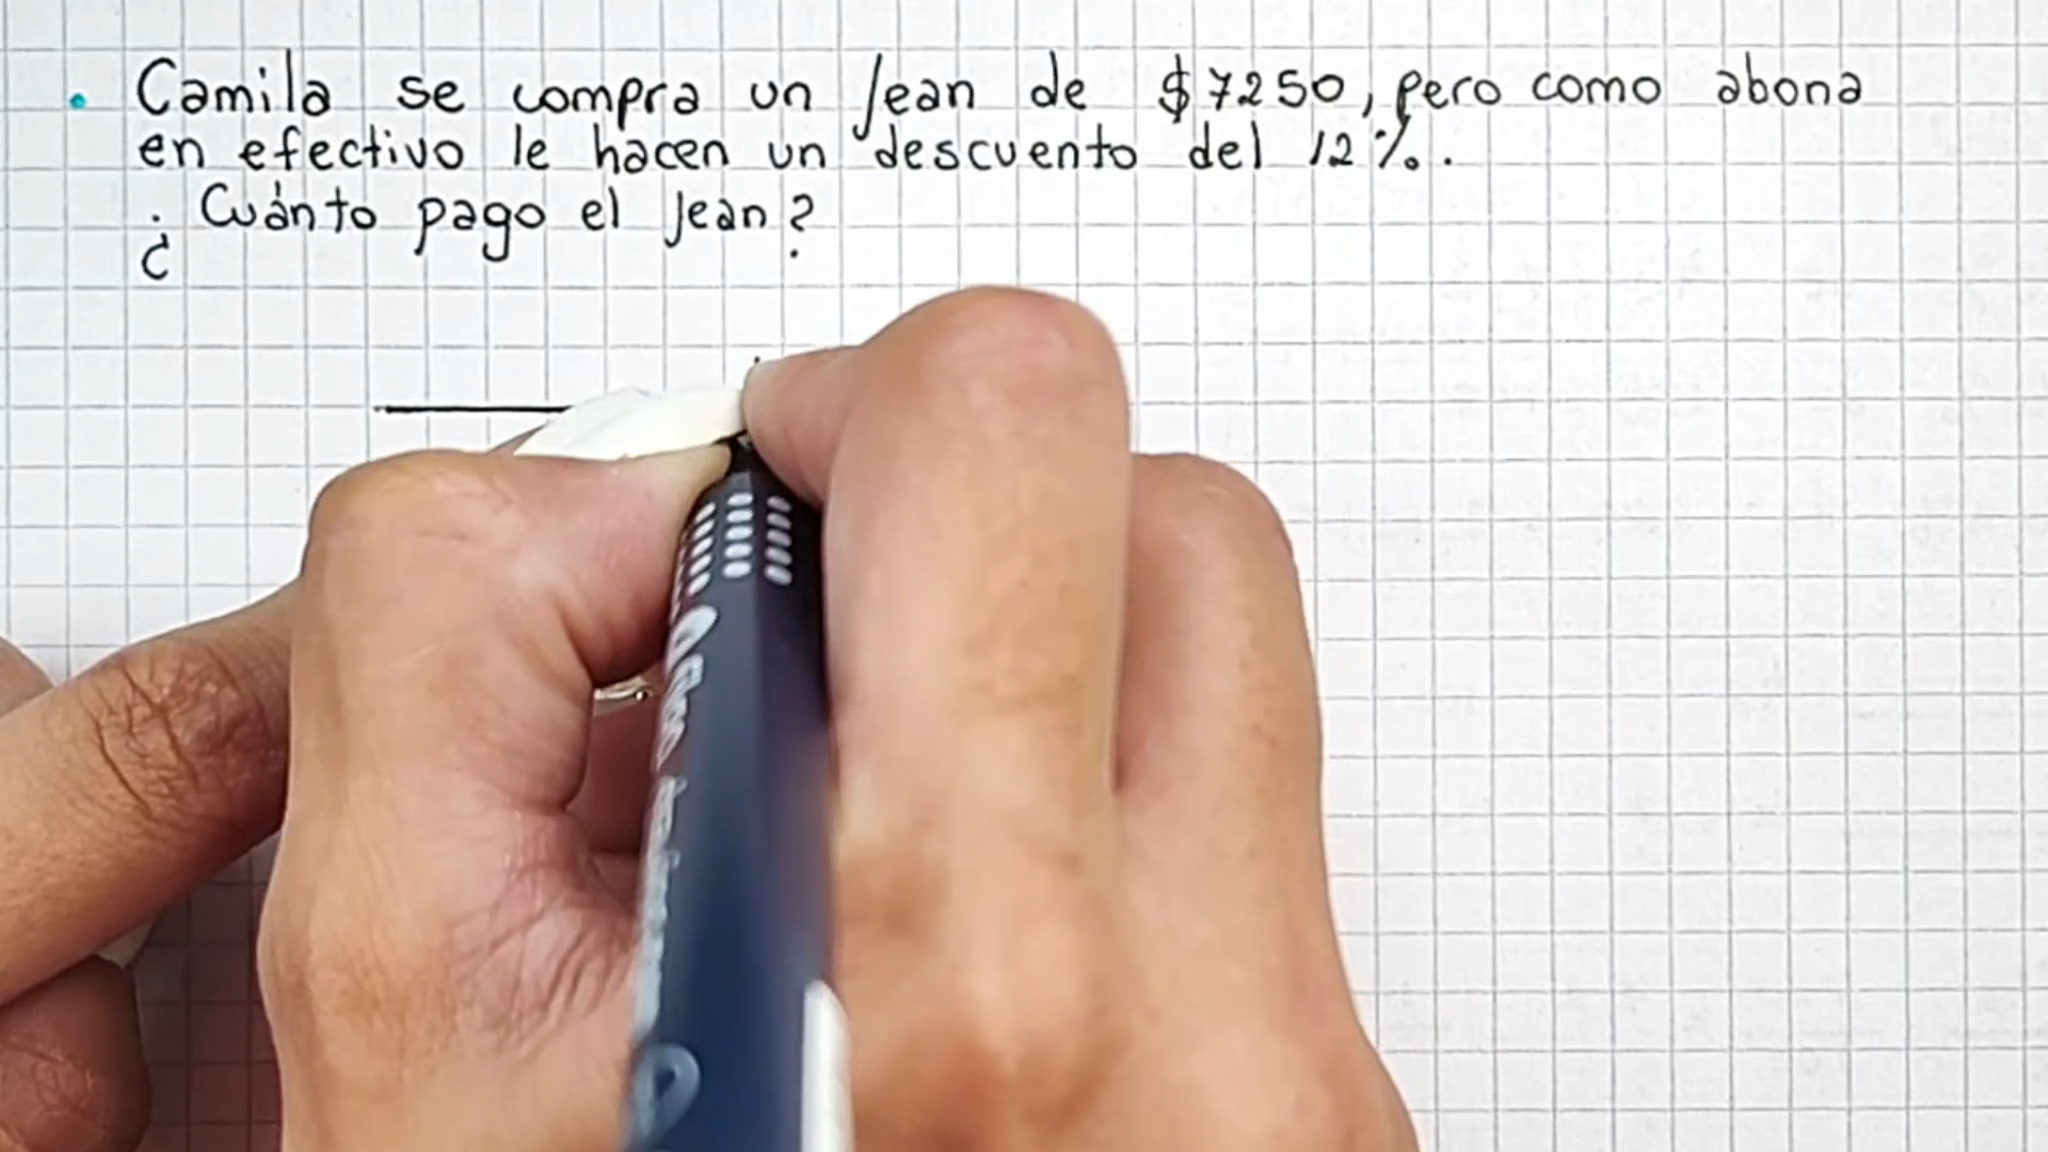 Camila se compra un Jean de $7250, pero como abona
en efectivo le hacen un descuento del 12%.
¿Cuánto pago el Jean?